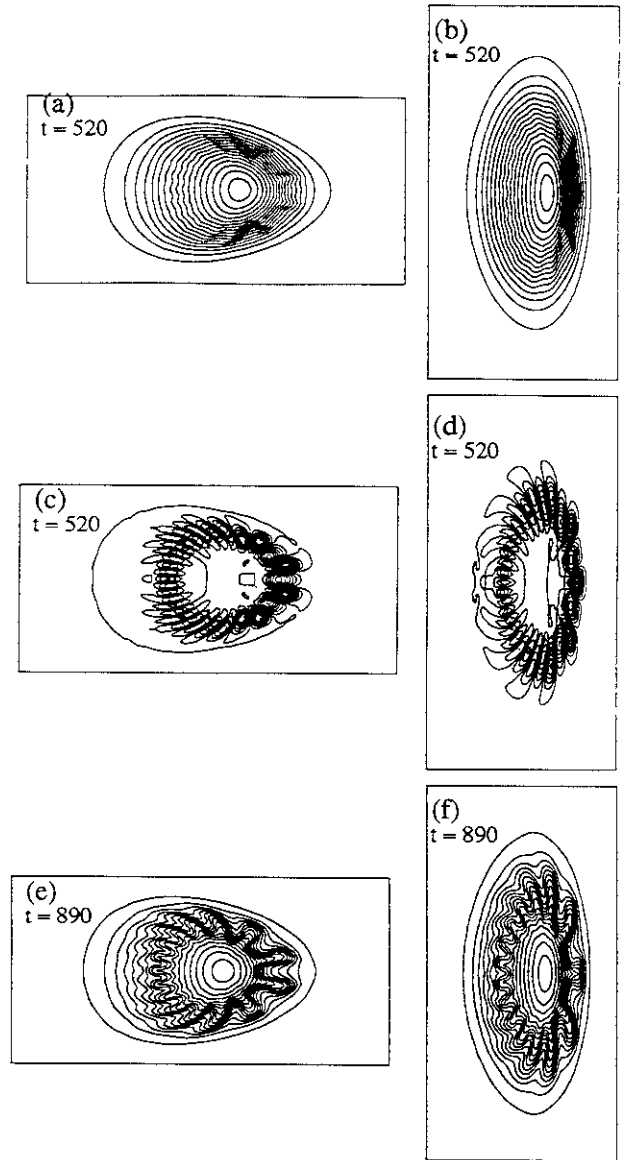 (a)
t = 520
(b)
t = 520
(c)
t = 520
(d)
t = 520
(e)
t = 890
(f)
t = 890